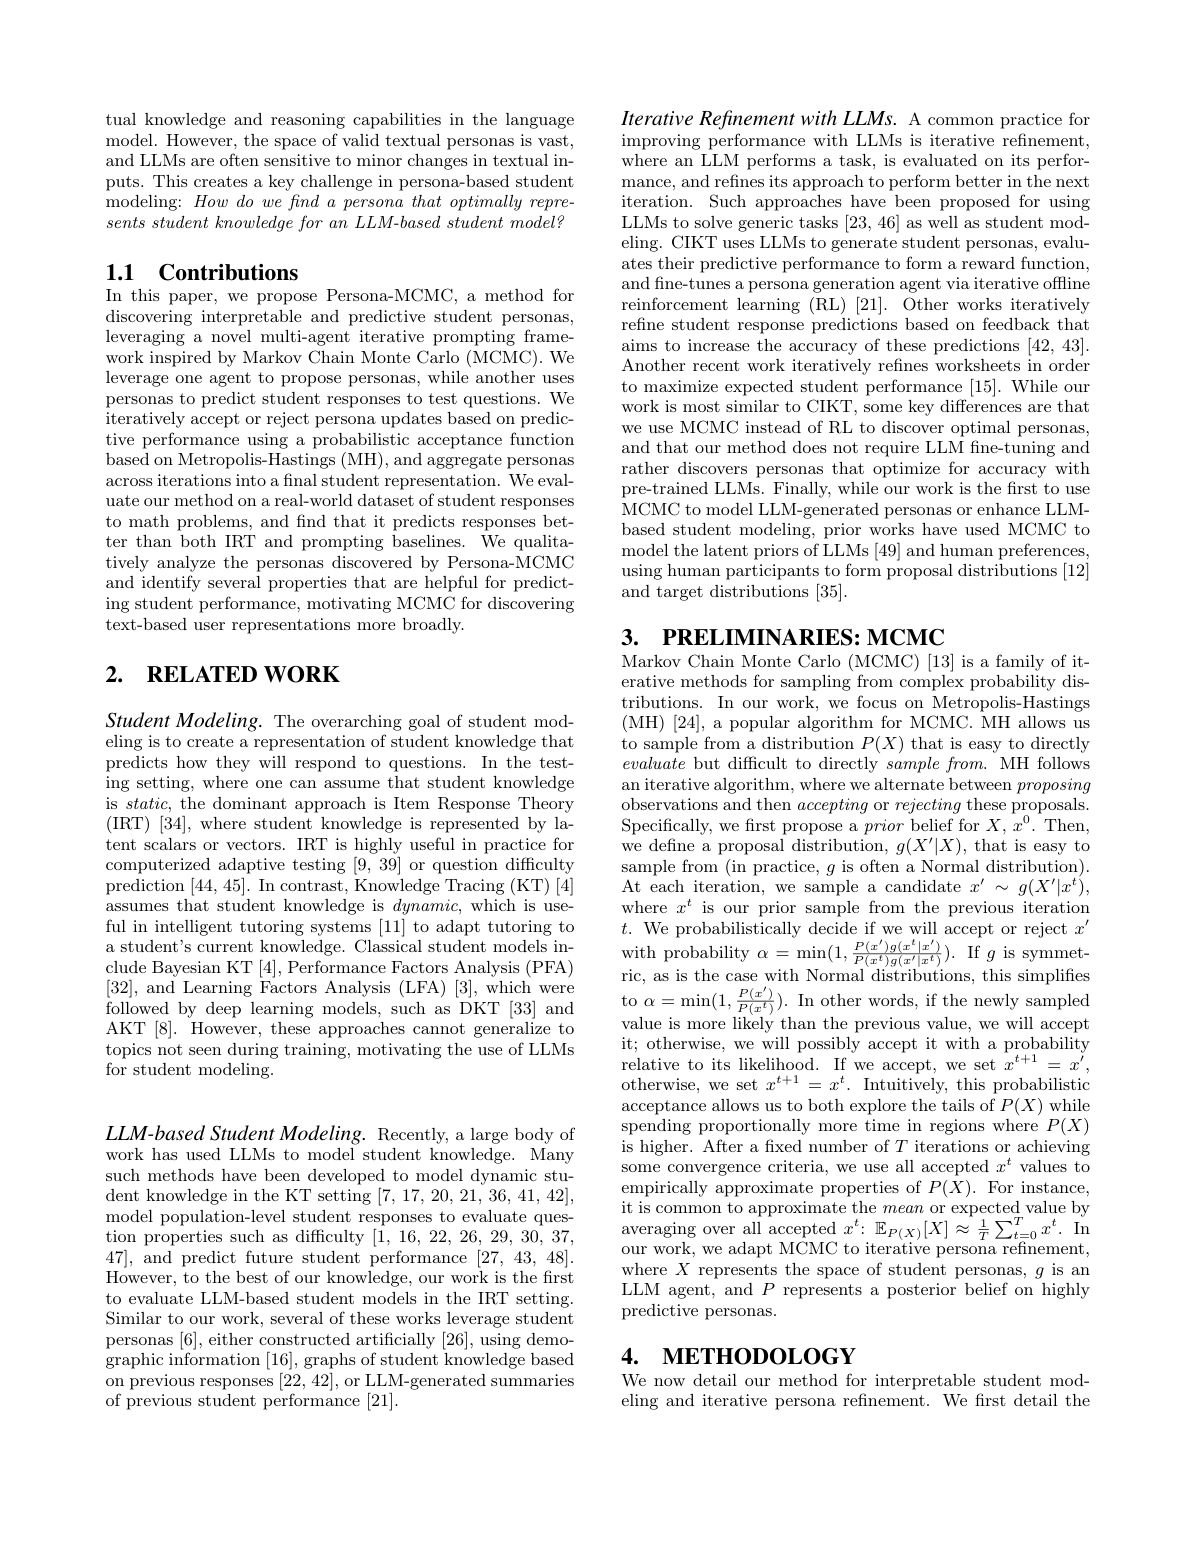 tual knowledge and reasoning capabilities in the language
model. However, the space of valid textual personas is vast,
and LLMs are often sensitive to minor changes in textual in-
puts. This creates a key challenge in persona-based student
modeling: How do we find a persona that optimally repre-
sents student knowledge for an LLM-based student model?
1.1 Contributions
In this paper, we propose Persona-MCMC, a method for
discovering interpretable and predictive student personas,
leveraging a novel multi-agent iterative prompting frame-
work inspired by Markov Chain Monte Carlo (MCMC). We
leverage one agent to propose personas, while another uses
personas to predict student responses to test questions. We
iteratively accept or reject persona updates based on predic-
tive performance using a probabilistic acceptance function
based on Metropolis-Hastings (MH), and aggregate personas
across iterations into a final student representation. We eval-
uate our method on a real-world dataset of student responses
to math problems, and find that it predicts responses bet-
ter than both IRT and prompting baselines. We qualita-
tively analyze the personas discovered by Persona-MCMC
and identify several properties that are helpful for predict-
ing student performance, motivating MCMC for discovering
text-based user representations more broadly.
2. RELATED WORK
Student Modeling. The overarching goal of student mod-
eling is to create a representation of student knowledge that
predicts how they will respond to questions. In the test-
ing setting, where one can assume that student knowledge
is static, the dominant approach is Item Response Theory
(IRT) [34], where student knowledge is represented by la-
tent scalars or vectors. IRT is highly useful in practice for
computerized adaptive testing [9, 39] or question difficulty
prediction [44, 45]. In contrast, Knowledge Tracing (KT) [4]
assumes that student knowledge is dynamic, which is use-
ful in intelligent tutoring systems [11] to adapt tutoring to
a student's current knowledge. Classical student models in-
clude Bayesian KT [4], Performance Factors Analysis (PFA)
[32], and Learning Factors Analysis (LFA) [3], which were
followed by deep learning models, such as DKT [33] and
AKT [8]. However, these approaches cannot generalize to
topics not seen during training, motivating the use of LLMs
for student modeling.
LLM-based Student Modeling. Recently, a large body of
work has used LLMs to model student knowledge. Many
such methods have been developed to model dynamic stu-
dent knowledge in the KT setting [7, 17, 20, 21, 36, 41, 42],
model population-level student responses to evaluate ques-
tion properties such as difficulty [1, 16, 22, 26, 29, 30, 37,
47], and predict future student performance [27, 43, 48].
However, to the best of our knowledge, our work is the first
to evaluate LLM-based student models in the IRT setting.
Similar to our work, several of these works leverage student
personas [6], either constructed artificially [26], using demo-
graphic information [16], graphs of student knowledge based
on previous responses [22, 42], or LLM-generated summaries
of previous student performance [21].
Iterative Refinement with LLMs. A common practice for
improving performance with LLMs is iterative refinement,
where an LLM performs a task, is evaluated on its perfor-
mance, and refines its approach to perform better in the next
iteration. Such approaches have been proposed for using
LLMs to solve generic tasks [23, 46] as well as student mod-
eling. CIKT uses LLMs to generate student personas, evalu-
ates their predictive performance to form a reward function,
and fine-tunes a persona generation agent via iterative offline
reinforcement learning (RL) [21]. Other works iteratively
refine student response predictions based on feedback that
aims to increase the accuracy of these predictions [42, 43].
Another recent work iteratively refines worksheets in order
to maximize expected student performance [15]. While our
work is most similar to CIKT, some key differences are that
we use MCMC instead of RL to discover optimal personas,
and that our method does not require LLM fine-tuning and
rather discovers personas that optimize for accuracy with
pre-trained LLMs. Finally, while our work is the first to use
MCMC to model LLM-generated personas or enhance LLM-
based student modeling, prior works have used MCMC to
model the latent priors of LLMs [49] and human preferences,
using human participants to form proposal distributions [12]
and target distributions [35].
3. PRELIMINARIES: MCMC
Markov Chain Monte Carlo (MCMC) [13] is a family of it-
erative methods for sampling from complex probability dis-
tributions. In our work, we focus on Metropolis-Hastings
(MH) [24], a popular algorithm for MCMC. MH allows us
to sample from a distribution P(X) that is easy to directly
evaluate but difficult to directly sample from. MH follows
an iterative algorithm, where we alternate between proposing
observations and then accepting or rejecting these proposals.
Specifically, we first propose a prior belief for X, x⁰. Then,
we define a proposal distribution, g(X′|X), that is easy to
sample from (in practice, g is often a Normal distribution).
At each iteration, we sample a candidate x′ ∼ g(X′|xᵗ),
where xᵗ is our prior sample from the previous iteration
t. We probabilistically decide if we will accept or reject x′
with probability α = min(1, P(x′)g(xᵗ|x′) / P(xᵗ)g(x′|xᵗ)). If g is symmet-
ric, as is the case with Normal distributions, this simplifies
to α = min(1, P(x′) / P(xᵗ)). In other words, if the newly sampled
value is more likely than the previous value, we will accept
it; otherwise, we will possibly accept it with a probability
relative to its likelihood. If we accept, we set xᵗ⁺¹ = x′,
otherwise, we set xᵗ⁺¹ = xᵗ. Intuitively, this probabilistic
acceptance allows us to both explore the tails of P(X) while
spending proportionally more time in regions where P(X)
is higher. After a fixed number of T iterations or achieving
some convergence criteria, we use all accepted xᵗ values to
empirically approximate properties of P(X). For instance,
it is common to approximate the mean or expected value by
averaging over all accepted xᵗ: 𝔼_P(X)[X] ≈ 1/T ∑ᵀₜ₌₀ xᵗ. In
our work, we adapt MCMC to iterative persona refinement,
where X represents the space of student personas, g is an
LLM agent, and P represents a posterior belief on highly
predictive personas.
4. METHODOLOGY
We now detail our method for interpretable student mod-
eling and iterative persona refinement. We first detail the